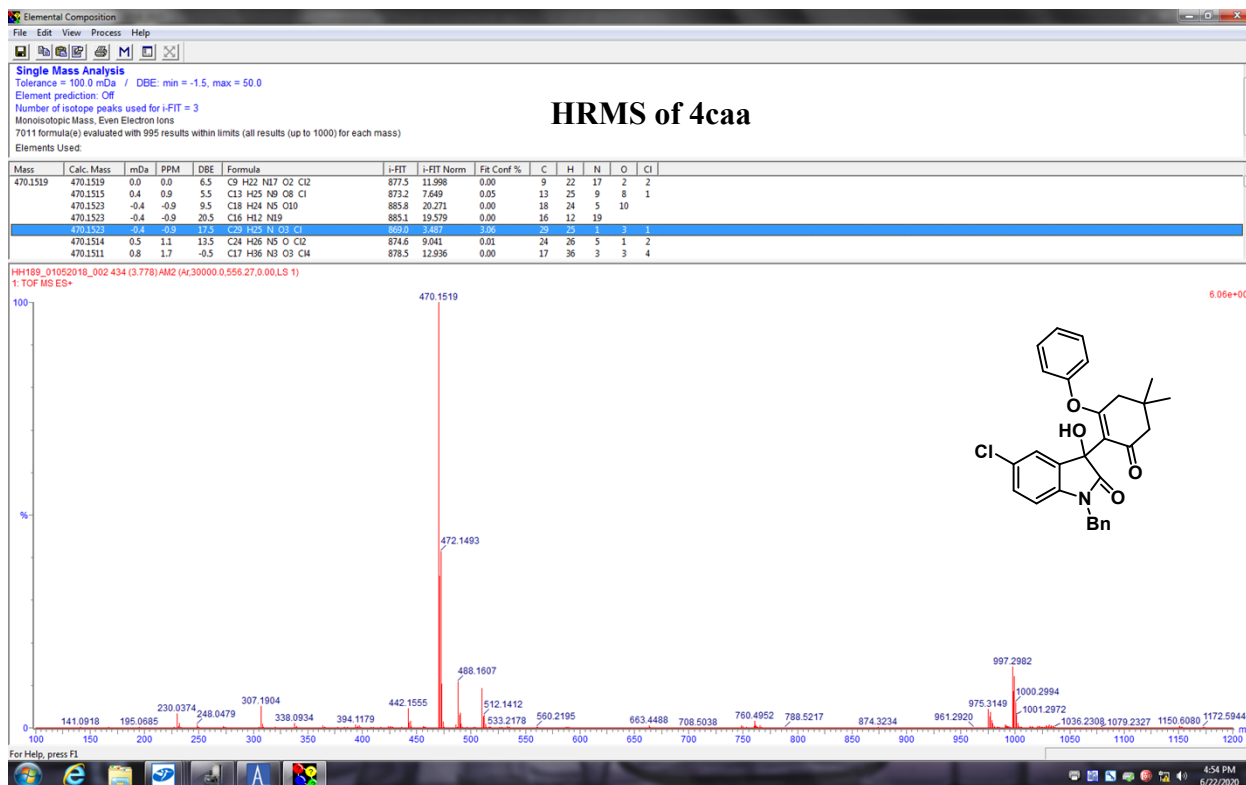 Elemental Composition
File Edit View Process Help
Single Mass Analysis
Tolerance = 100.0 mDa / DBE: min = -1.5, max = 50.0
Element prediction: Off
Number of isotope peaks used for i-FIT = 3
HRMS of 4caa
Monoisotopic Mass, Even Electron Ions
7011 formula(e) evaluated with 995 results within limits (all results (up to 1000) for each mass)
Elements Used:
Mass Calc. Mass mDa PPM DBE Formula i-FIT i-FIT Norm Fit Conf % C H N O Cl
470.1519 470.1519 0.0 0.0 6.5 C9 H22 N17 O2 Cl2 877.5 11.998 0.00 9 22 17 2 2
470.1515 0.4 0.9 5.5 C13 H25 N9 O8 Cl 873.2 7.649 0.05 13 25 9 8 1
470.1523 -0.4 -0.9 9.5 C18 H24 N5 O10 885.8 20.271 0.00 18 24 5 10
470.1523 -0.4 -0.9 20.5 C16 H12 N19 885.1 19.579 0.00 16 12 19
470.1523 -0.4 -0.9 17.5 C29 H25 N O3 Cl 869.0 3.487 3.06 29 25 1 3 1
470.1514 0.5 1.1 13.5 C24 H26 N5 O Cl2 874.6 9.041 0.01 24 26 5 1 2
470.1511 0.8 1.7 -0.5 C17 H36 N3 O3 Cl4 878.5 12.936 0.00 17 36 3 3 4
HH189_01052018_002 434 (3.778) AM2 (Ar,30000.0,556.27,0.00,LS 1)
1: TOF MS ES+
6.06e+00
100
%
0
470.1519
472.1493
488.1607
442.1555
512.1412
533.2178
560.2195
307.1904
230.0374
248.0479
338.0934
394.1179
141.0918
195.0685
663.4488
708.5038
760.4952
788.5217
874.3234
961.2920
975.3149
997.2982
1000.2994
1001.2972
1036.2308
1079.2327
1150.6080
1172.5944
O
HO
Cl
O
O
N
Bn
100 150 200 250 300 350 400 450 500 550 600 650 700 750 800 850 900 950 1000 1050 1100 1150 1200
For Help, press F1
4:54 PM
6/22/2020